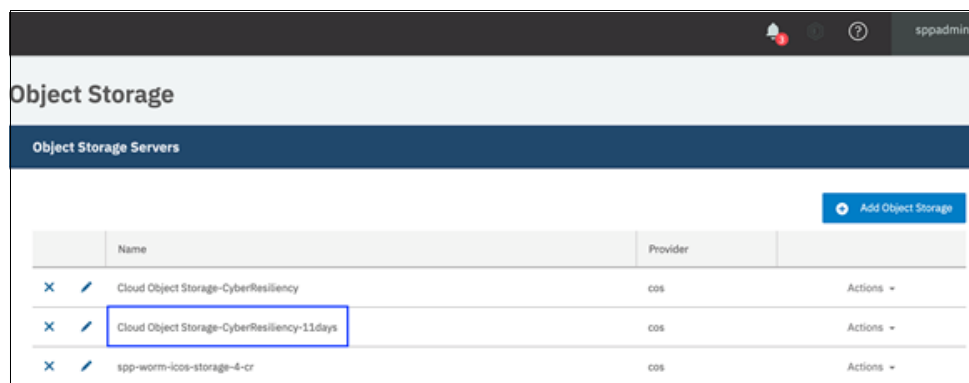 3
?
sppadmin
Object Storage
Object Storage Servers
Add Object Storage
Name Provider
Cloud Object Storage-CyberResiliency cos Actions
Cloud Object Storage-CyberResiliency-11days cos Actions
spp-worm-icos-storage-4-cr cos Actions